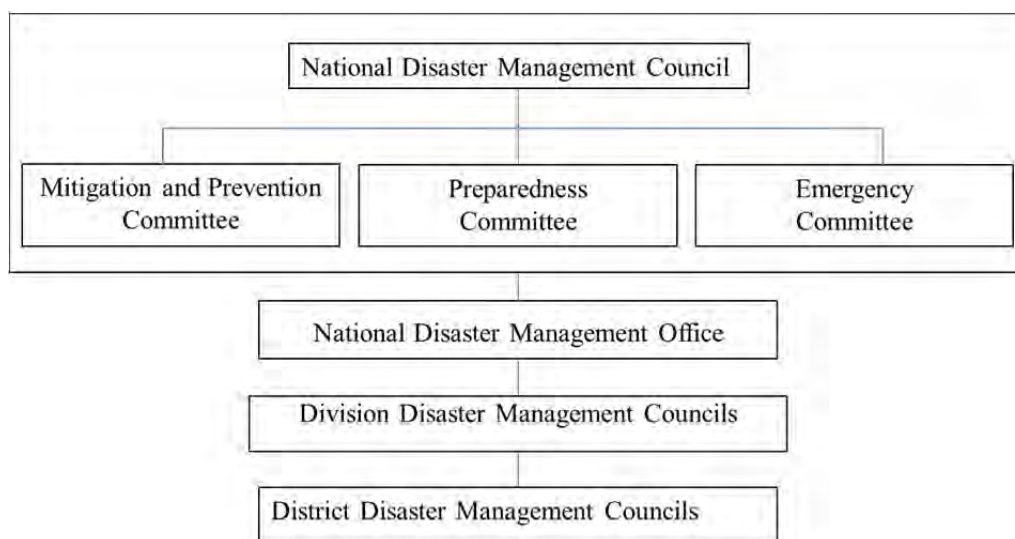 National Disaster Management Council
Mitigation and Prevention
Committee
Preparedness
Committee
Emergency
Committee
National Disaster Management Office
Division Disaster Management Councils
District Disaster Management Councils